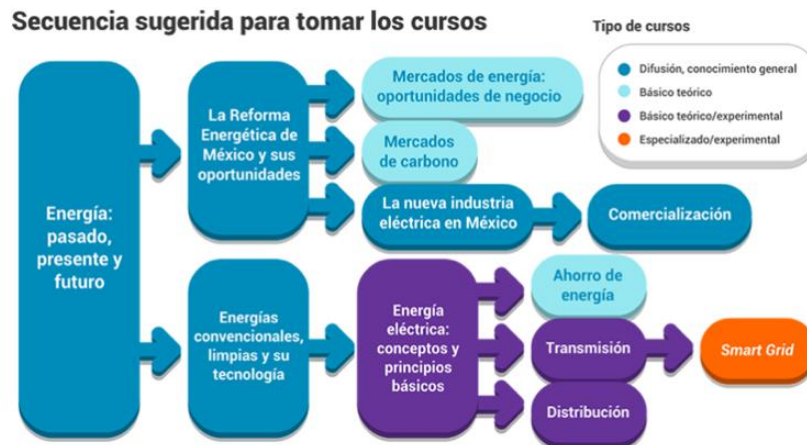 Secuencia sugerida para tomar los cursos
Tipo de cursos
Difusión, conocimiento general
Básico teórico
Básico teórico/experimental
Especializado/experimental
Energía:
pasado,
presente y
futuro
La Reforma
Energética de
México y sus
oportunidades
Mercados de energía:
oportunidades de negocio
Mercados
de carbono
La nueva industria
eléctrica en México
Comercialización
Energías
convencionales,
limpias y su
tecnología
Energía
eléctrica:
conceptos y
principios
básicos
Ahorro de
energía
Transmisión
Smart Grid
Distribución